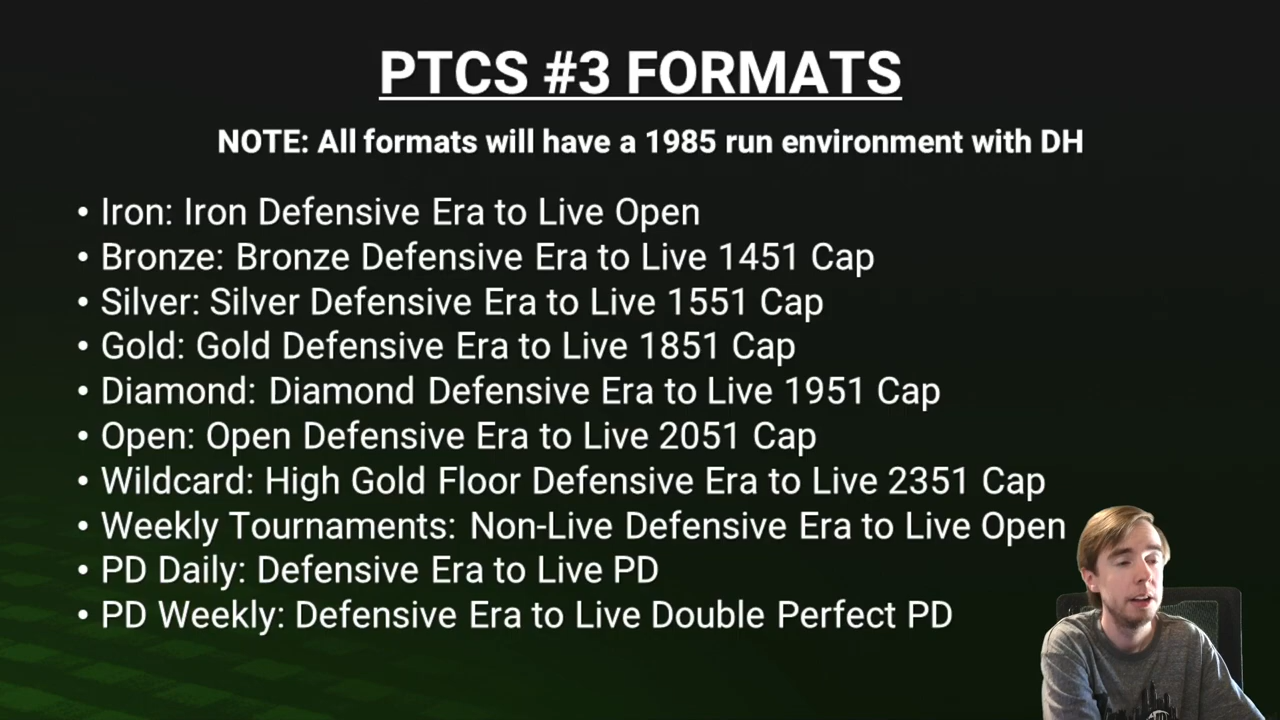 PTCS #3 FORMATS
NOTE: All formats will have a 1985 run environment with DH
• Iron: Iron Defensive Era to Live Open
• Bronze: Bronze Defensive Era to Live 1451 Cap
• Silver: Silver Defensive Era to Live 1551 Cap
• Gold: Gold Defensive Era to Live 1851 Cap
• Diamond: Diamond Defensive Era to Live 1951 Cap
• Open: Open Defensive Era to Live 2051 Cap
• Wildcard: High Gold Floor Defensive Era to Live 2351 Cap
• Weekly Tournaments: Non-Live Defensive Era to Live Open
• PD Daily: Defensive Era to Live PD
• PD Weekly: Defensive Era to Live Double Perfect PD